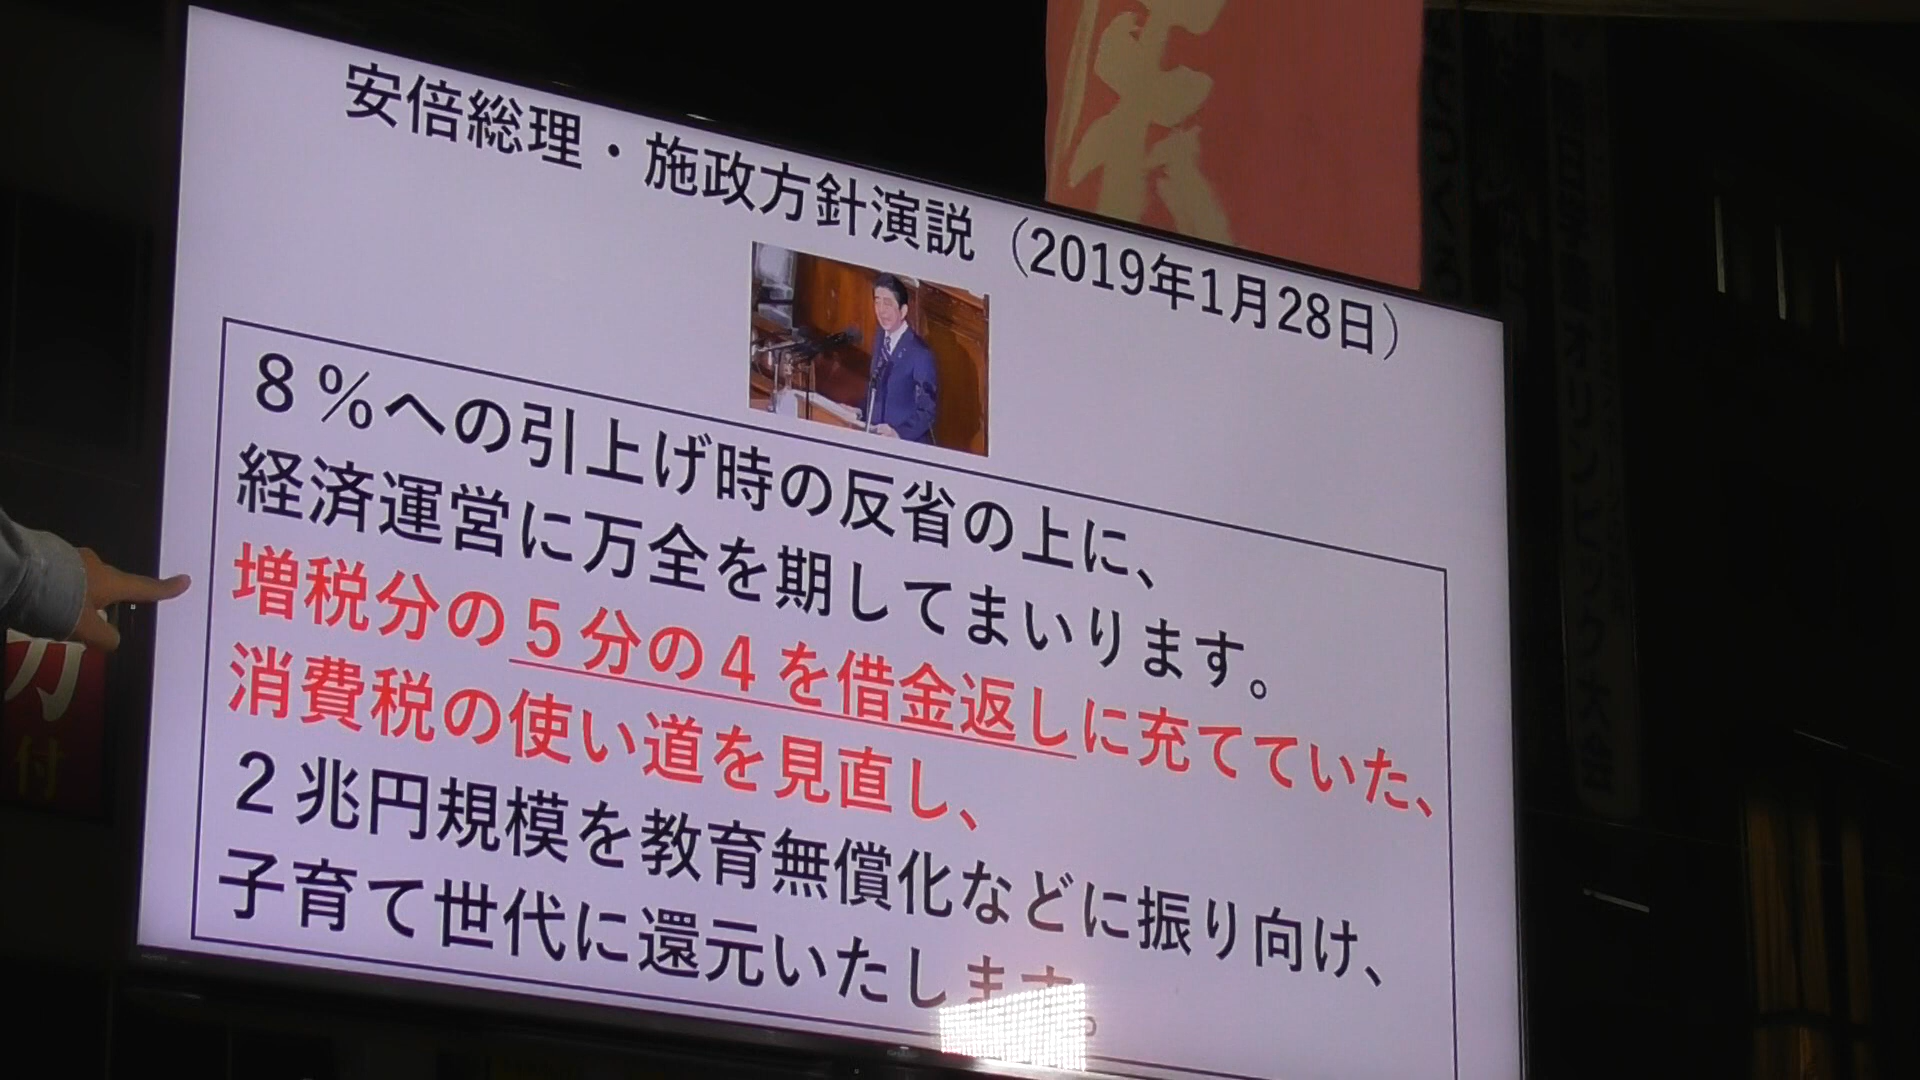 安倍総理・施政方針演説（2019年1月28日）
８％への引上げ時の反省の上に、
経済運営に万全を期してまいります。
増税分の５分の４を借金返しに充てていた、
消費税の使い道を見直し、
２兆円規模を教育無償化などに振り向け、
子育て世代に還元いたします。
付